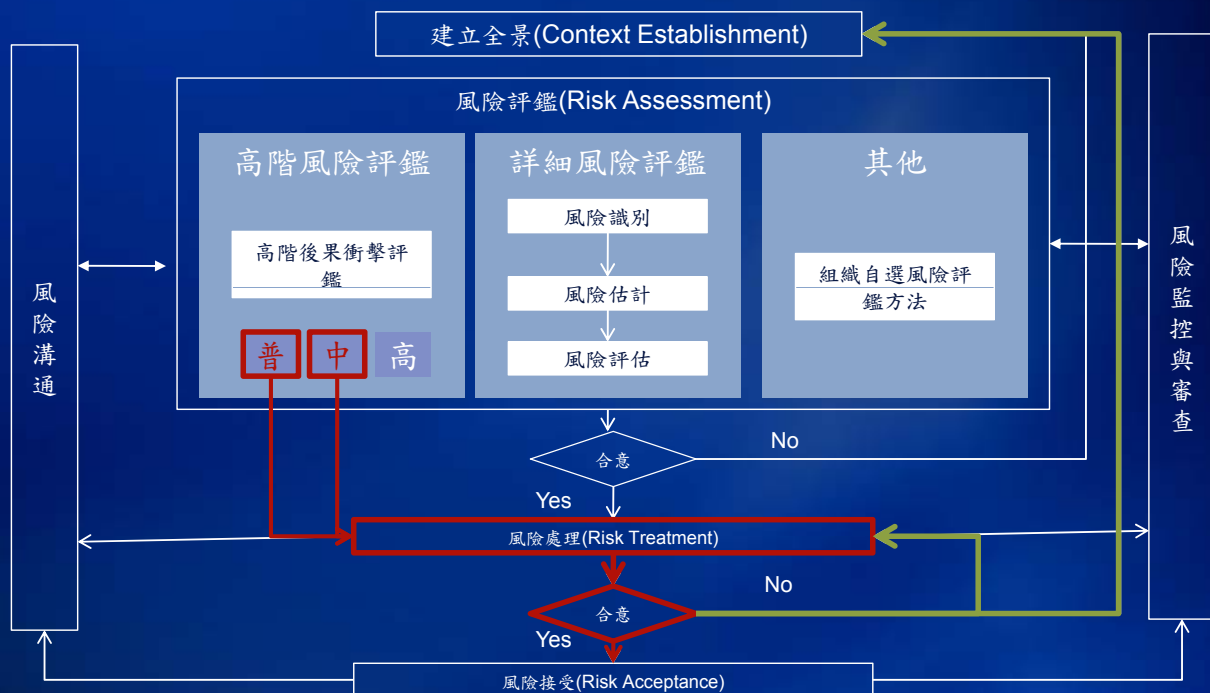 建立全景(Context Establishment)
風險評鑑(Risk Assessment)
高階風險評鑑
詳細風險評鑑
其他
高階後果衝擊評
鑑
風險識別
風險估計
風險評估
組織自選風險評
鑑方法
普
中
高
風險溝通
風險監控與審查
合意
No
Yes
風險處理(Risk Treatment)
合意
No
Yes
風險接受(Risk Acceptance)